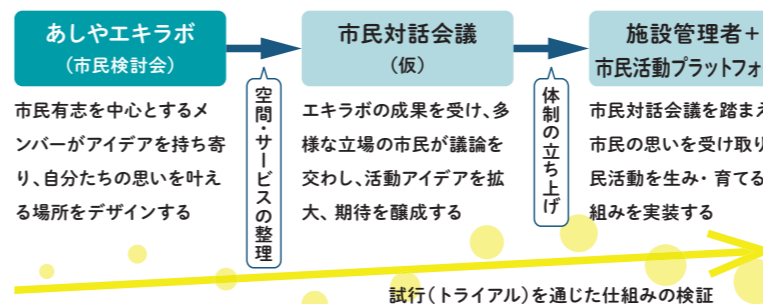 あしやエキラボ
(市民検討会)
市民有志を中心とするメ
ンバーがアイデアを持ち寄
り、自分たちの思いを叶え
る場所をデザインする
空間・サービスの整理
市民対話会議
(仮)
エキラボの成果を受け、多
様な立場の市民が議論を
交わし、活動アイデアを拡
大、期待を醸成する
体制の立ち上げ
施設管理者+
市民活動プラットフォ
市民対話会議を踏まえ
市民の思いを受け取り
民活動を生み・育てる
組みを実装する
試行(トライアル)を通じた仕組みの検証